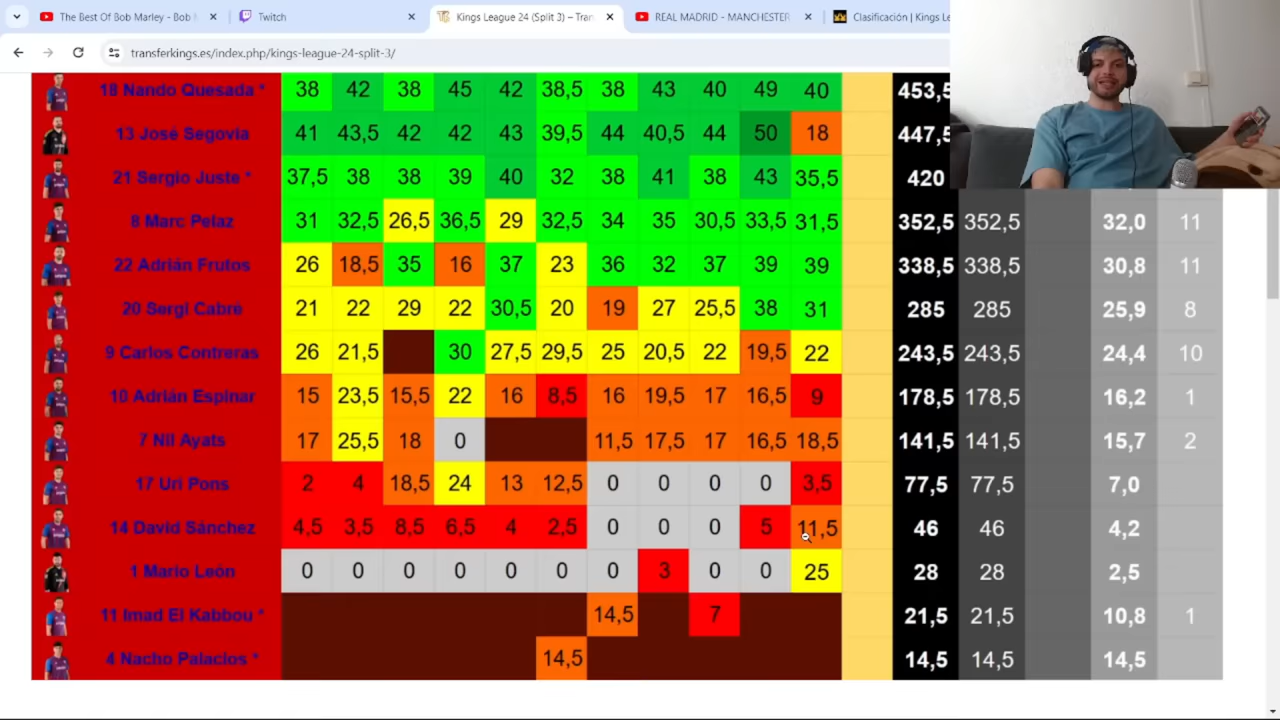 The Best Of Bob Marley - Bob
Twitch
Kings League 24 (Split 3) – Tran
REAL MADRID - MANCHESTER
Clasificación | Kings Le
transferkings.es/index.php/kings-league-24-split-3/
18 Nando Quesada * 38 42 38 45 42 38,5 38 43 40 49 40 453,5
13 José Segovia 41 43,5 42 42 43 39,5 44 40,5 44 50 18 447,5
21 Sergio Juste * 37,5 38 38 39 40 32 38 41 38 43 35,5 420
8 Marc Pelaz 31 32,5 26,5 36,5 29 32,5 34 35 30,5 33,5 31,5 352,5 352,5 32,0 11
22 Adrián Frutos 26 18,5 35 16 37 23 36 32 37 39 39 338,5 338,5 30,8 11
20 Sergi Cabré 21 22 29 22 30,5 20 19 27 25,5 38 31 285 285 25,9 8
9 Carlos Contreras 26 21,5 30 27,5 29,5 25 20,5 22 19,5 22 243,5 243,5 24,4 10
10 Adrián Espinar 15 23,5 15,5 22 16 8,5 16 19,5 17 16,5 9 178,5 178,5 16,2 1
7 Nil Ayats 17 25,5 18 0 11,5 17,5 17 16,5 18,5 141,5 141,5 15,7 2
17 Uri Pons 2 4 18,5 24 13 12,5 0 0 0 0 3,5 77,5 77,5 7,0
14 David Sánchez 4,5 3,5 8,5 6,5 4 2,5 0 0 0 5 11,5 46 46 4,2
1 Mario León 0 0 0 0 0 0 0 3 0 0 25 28 28 2,5
11 Imad El Kabbou * 14,5 7 21,5 21,5 10,8 1
4 Nacho Palacios * 14,5 14,5 14,5 14,5